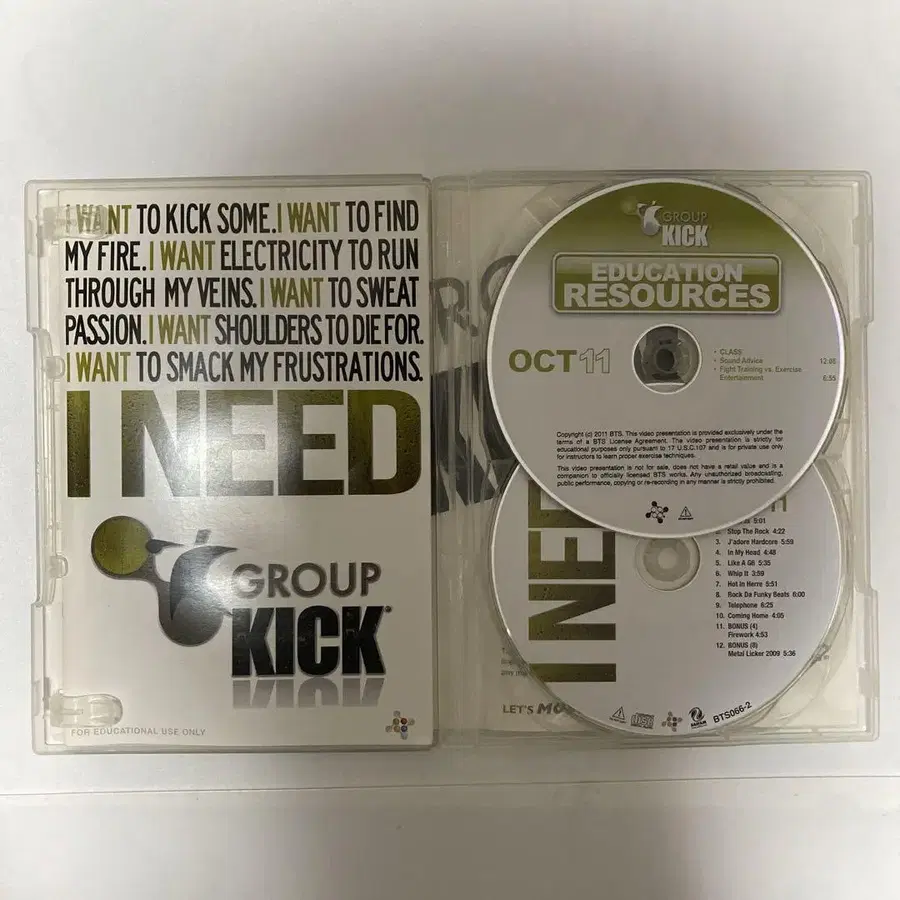 I WANT TO KICK SOME. I WANT TO FIND
MY FIRE. I WANT ELECTRICITY TO RUN
THROUGH MY VEINS. I WANT TO SWEAT
PASSION. I WANT SHOULDERS TO DIE FOR.
I WANT TO SMACK MY FRUSTRATIONS.
I NEED
GROUP
KICK
FOR EDUCATIONAL USE ONLY
GROUP
KICK
EDUCATION
RESOURCES
OCT 11
• CLASS
• Sound Advice 12:08
• Fight Training vs. Exercise
Entertainment 6:55
Copyright (c) 2011 BTS. This video presentation is provided exclusively under the
terms of a BTS License Agreement. The video presentation is strictly for
educational purposes only pursuant to 17 U.S.C.107 and is for private use only
for instructors to learn proper exercise techniques.
This video presentation is not for sale, does not have a retail value and is a
companion to officially licensed BTS works. Any unauthorized broadcasting,
public performance, copying or re-recording in any manner is strictly prohibited.
I NE
5:01
2. Stop The Rock 4:22
3. J'adore Hardcore 5:59
4. In My Head 4:48
5. Like A G6 5:35
6. Whip It 3:59
7. Hot in Herre 5:51
8. Rock Da Funky Beats 6:00
9. Telephone 6:25
10. Coming Home 4:05
11. BONUS (4)
Firework 4:53
12. BONUS (8)
Metal Licker 2009 5:36
LET'S MO
BTS066-2